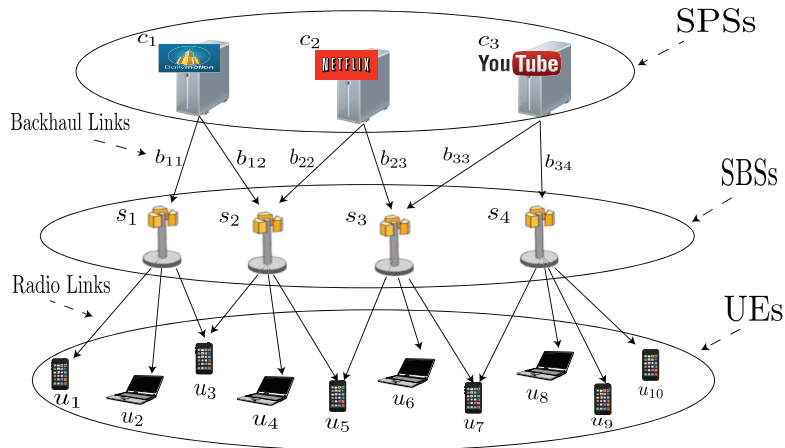 SPSs
c1 c2 c3
Dailymotion
NETFLIX
YouTube
Backhaul Links
b11 b12 b22 b23 b33 b34
SBSs
s1 s2 s3 s4
Radio Links
UEs
u1 u2 u3 u4 u5 u6 u7 u8 u9 u10